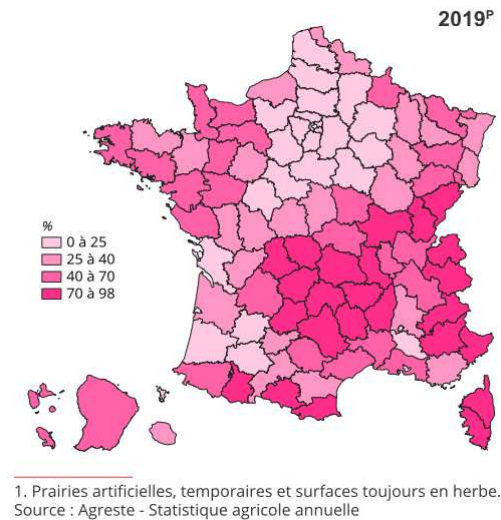 2019ᴾ
%
0 à 25
25 à 40
40 à 70
70 à 98
1. Prairies artificielles, temporaires et surfaces toujours en herbe.
Source : Agreste - Statistique agricole annuelle